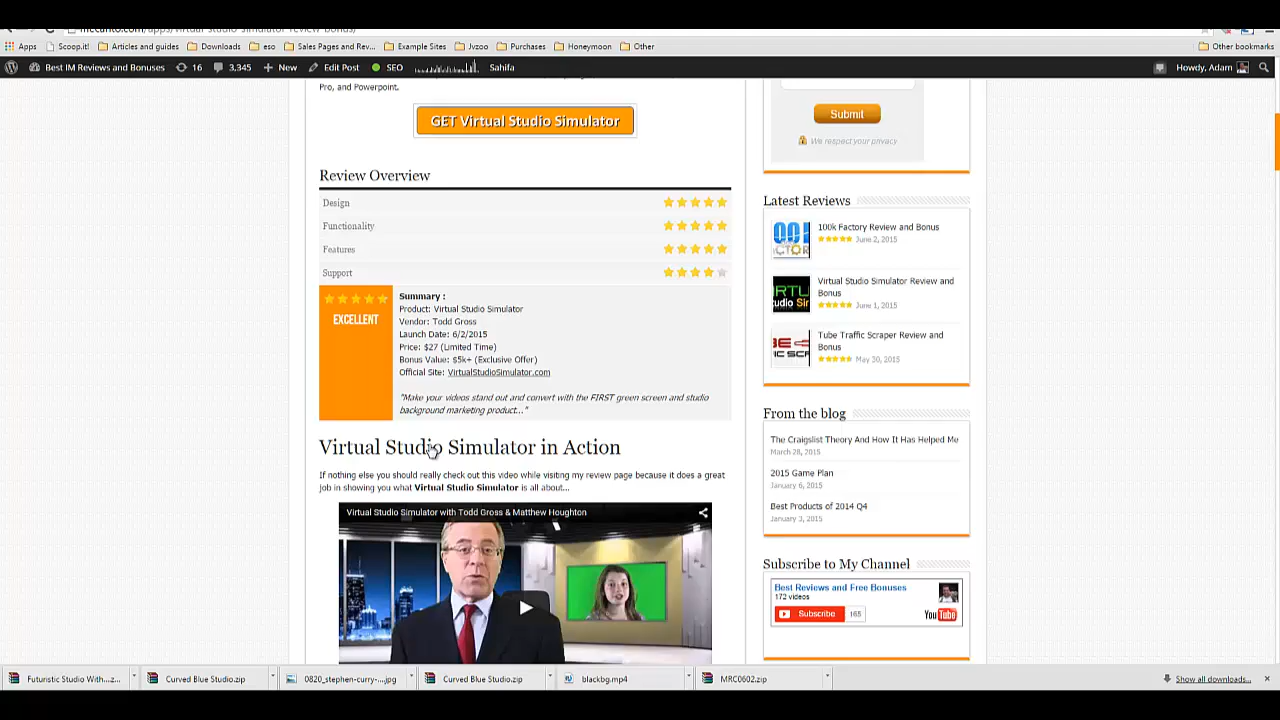 Apps
Scoop.it!
Articles and guides
Downloads
eso
Sales Pages and Rev...
Example Sites
Jvzoo
Purchases
Honeymoon
Other
Other bookmarks
Best IM Reviews and Bonuses
16
3,345
New
Edit Post
SEO
Sahifa
Howdy, Adam
Pro, and Powerpoint.
GET Virtual Studio Simulator
Review Overview
Design
Functionality
Features
Support
EXCELLENT
Summary :
Product: Virtual Studio Simulator
Vendor: Todd Gross
Launch Date: 6/2/2015
Price: $27 (Limited Time)
Bonus Value: $5k+ (Exclusive Offer)
Official Site: VirtualStudioSimulator.com
"Make your videos stand out and convert with the FIRST green screen and studio
background marketing product..."
Virtual Studio Simulator in Action
If nothing else you should really check out this video while visiting my review page because it does a great
job in showing you what Virtual Studio Simulator is all about...
Virtual Studio Simulator with Todd Gross & Matthew Houghton
Submit
We respect your privacy
Latest Reviews
100k Factory Review and Bonus
June 2, 2015
Virtual Studio Simulator Review and
Bonus
June 1, 2015
Tube Traffic Scraper Review and
Bonus
May 30, 2015
From the blog
The Craigslist Theory And How It Has Helped Me
March 28, 2015
2015 Game Plan
January 6, 2015
Best Products of 2014 Q4
January 3, 2015
Subscribe to My Channel
Best Reviews and Free Bonuses
172 videos
Subscribe
165
YouTube
Futuristic Studio With...z...
Curved Blue Studio.zip
0820_stephen-curry-....jpg
Curved Blue Studio.zip
blackbg.mp4
MRC0602.zip
Show all downloads...